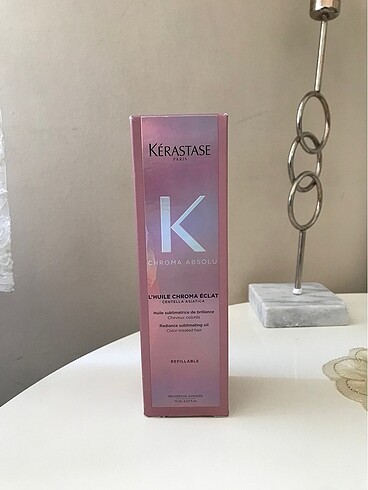 KÉRASTASE
PARIS
K
CHROMA ABSOLU
L'HUILE CHROMA ÉCLAT
CENTELLA ASIATICA
Huile sublimatrice de brillance
Cheveux colorés
Radiance sublimating oil
Color-treated hair
REFILLABLE